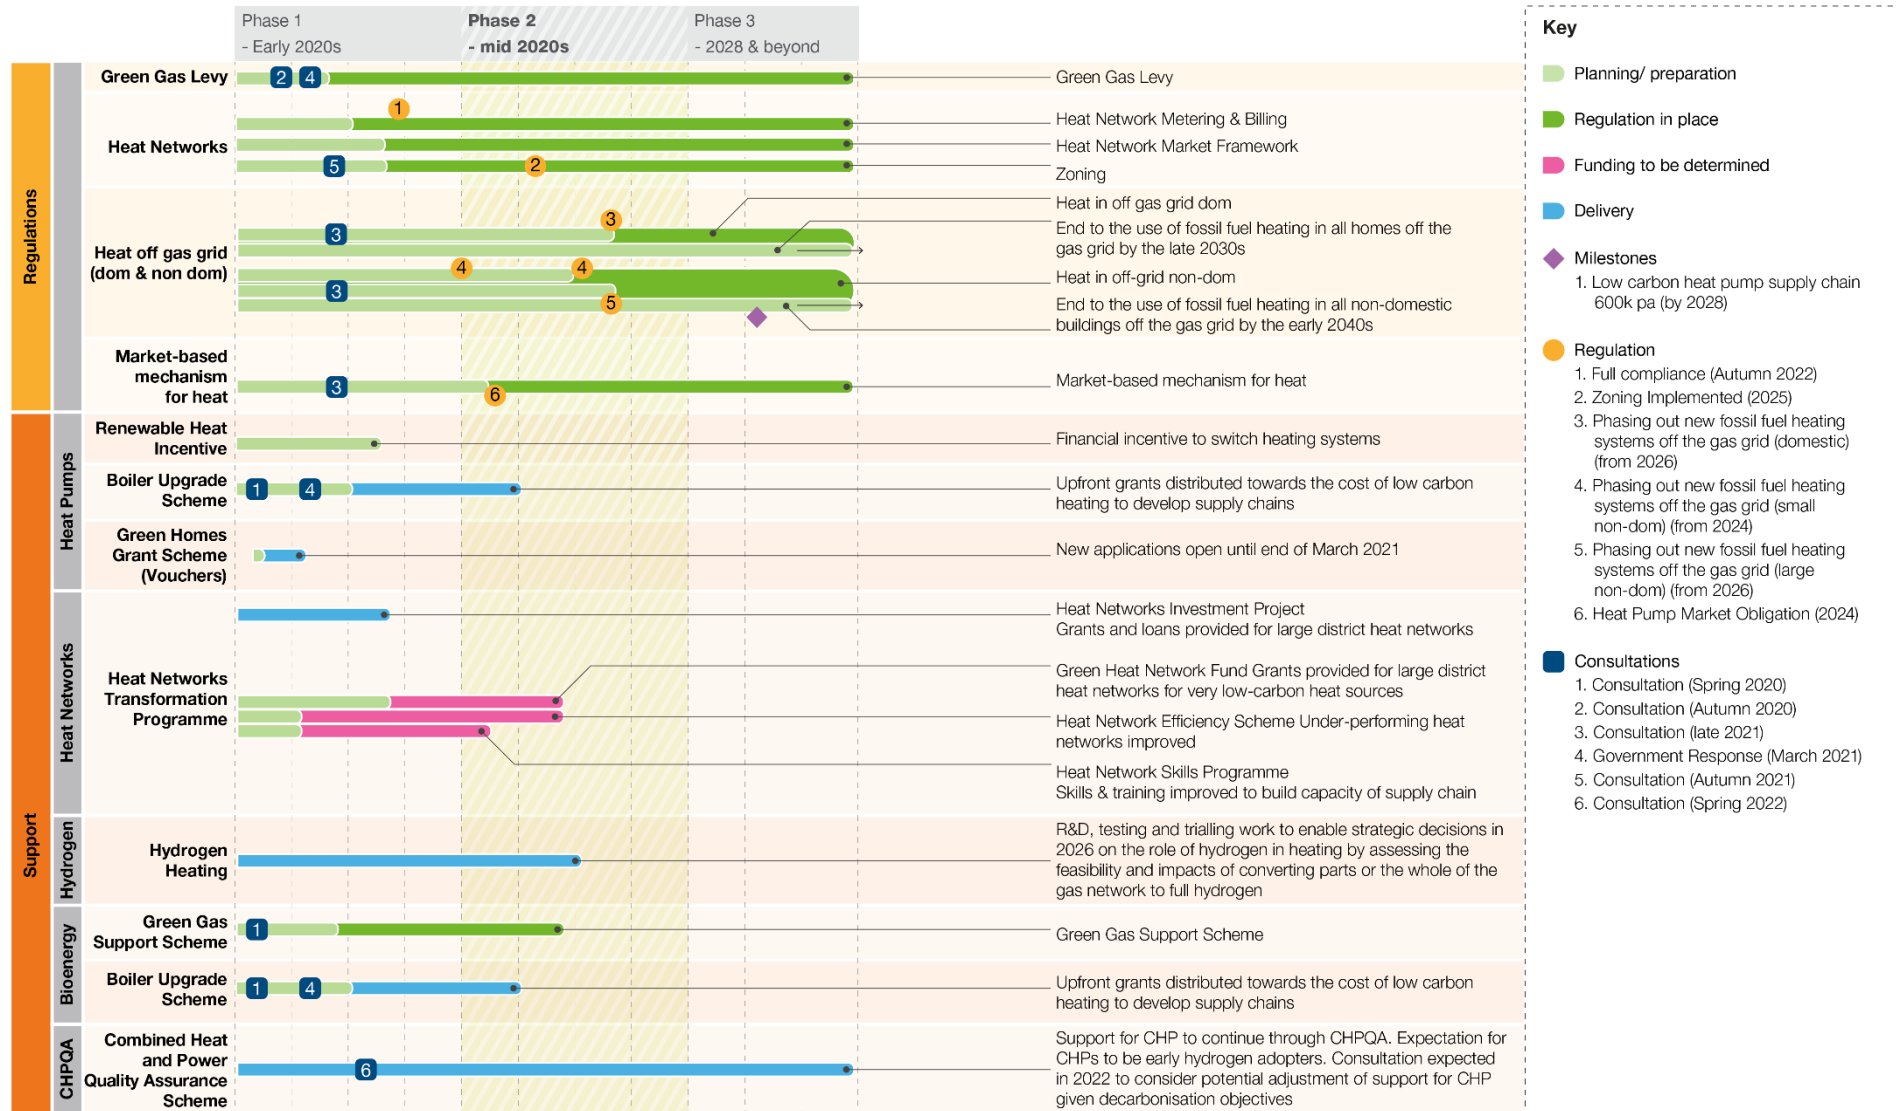 Phase 1
- Early 2020s
Phase 2
- mid 2020s
Phase 3
- 2028 & beyond
Regulations
Green Gas Levy
2 4
Green Gas Levy
Heat Networks
1
Heat Network Metering & Billing
Heat Network Market Framework
5 2
Zoning
Heat off gas grid
(dom & non dom)
3 3
Heat in off gas grid dom
End to the use of fossil fuel heating in all homes off the
gas grid by the late 2030s
4 4
3
5
Heat in off-grid non-dom
End to the use of fossil fuel heating in all non-domestic
buildings off the gas grid by the early 2040s
Market-based
mechanism
for heat
3 6
Market-based mechanism for heat
Support
Heat Pumps
Renewable Heat
Incentive
Financial incentive to switch heating systems
Boiler Upgrade
Scheme
1 4
Upfront grants distributed towards the cost of low carbon
heating to develop supply chains
Green Homes
Grant Scheme
(Vouchers)
New applications open until end of March 2021
Heat Networks
Heat Networks
Transformation
Programme
Heat Networks Investment Project
Grants and loans provided for large district heat networks
Green Heat Network Fund Grants provided for large district
heat networks for very low-carbon heat sources
Heat Network Efficiency Scheme Under-performing heat
networks improved
Heat Network Skills Programme
Skills & training improved to build capacity of supply chain
Hydrogen
Hydrogen
Heating
R&D, testing and trialling work to enable strategic decisions in
2026 on the role of hydrogen in heating by assessing the
feasibility and impacts of converting parts or the whole of the
gas network to full hydrogen
Bioenergy
Green Gas
Support Scheme
1
Green Gas Support Scheme
Boiler Upgrade
Scheme
1 4
Upfront grants distributed towards the cost of low carbon
heating to develop supply chains
CHPQA
Combined Heat
and Power
Quality Assurance
Scheme
6
Support for CHP to continue through CHPQA. Expectation for
CHPs to be early hydrogen adopters. Consultation expected
in 2022 to consider potential adjustment of support for CHP
given decarbonisation objectives
Key
Planning/ preparation
Regulation in place
Funding to be determined
Delivery
Milestones
1. Low carbon heat pump supply chain
600k pa (by 2028)
Regulation
1. Full compliance (Autumn 2022)
2. Zoning Implemented (2025)
3. Phasing out new fossil fuel heating
systems off the gas grid (domestic)
(from 2026)
4. Phasing out new fossil fuel heating
systems off the gas grid (small
non-dom) (from 2024)
5. Phasing out new fossil fuel heating
systems off the gas grid (large
non-dom) (from 2026)
6. Heat Pump Market Obligation (2024)
Consultations
1. Consultation (Spring 2020)
2. Consultation (Autumn 2020)
3. Consultation (late 2021)
4. Government Response (March 2021)
5. Consultation (Autumn 2021)
6. Consultation (Spring 2022)